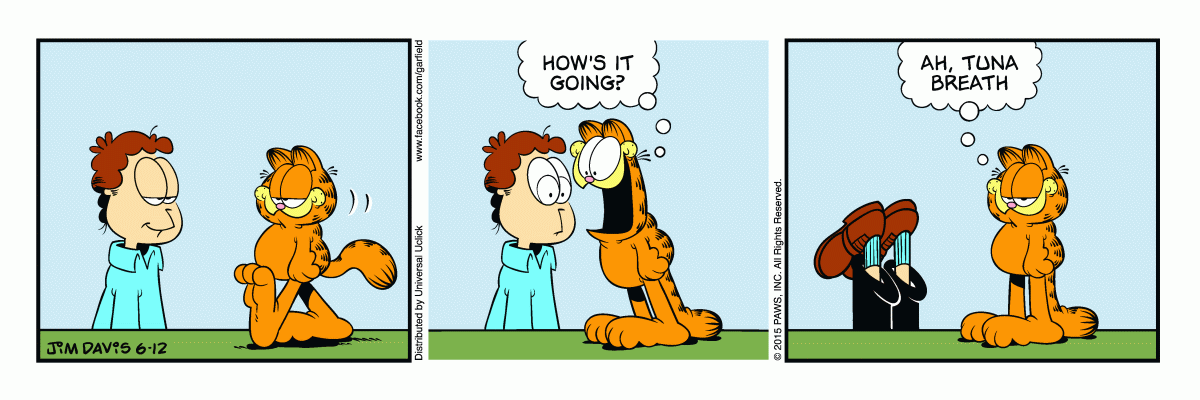 JIM DAVIS 6-12
Distributed by Universal Uclick
www.facebook.com/garfield
HOW'S IT
GOING?
© 2015 PAWS, INC. All Rights Reserved.
AH, TUNA
BREATH